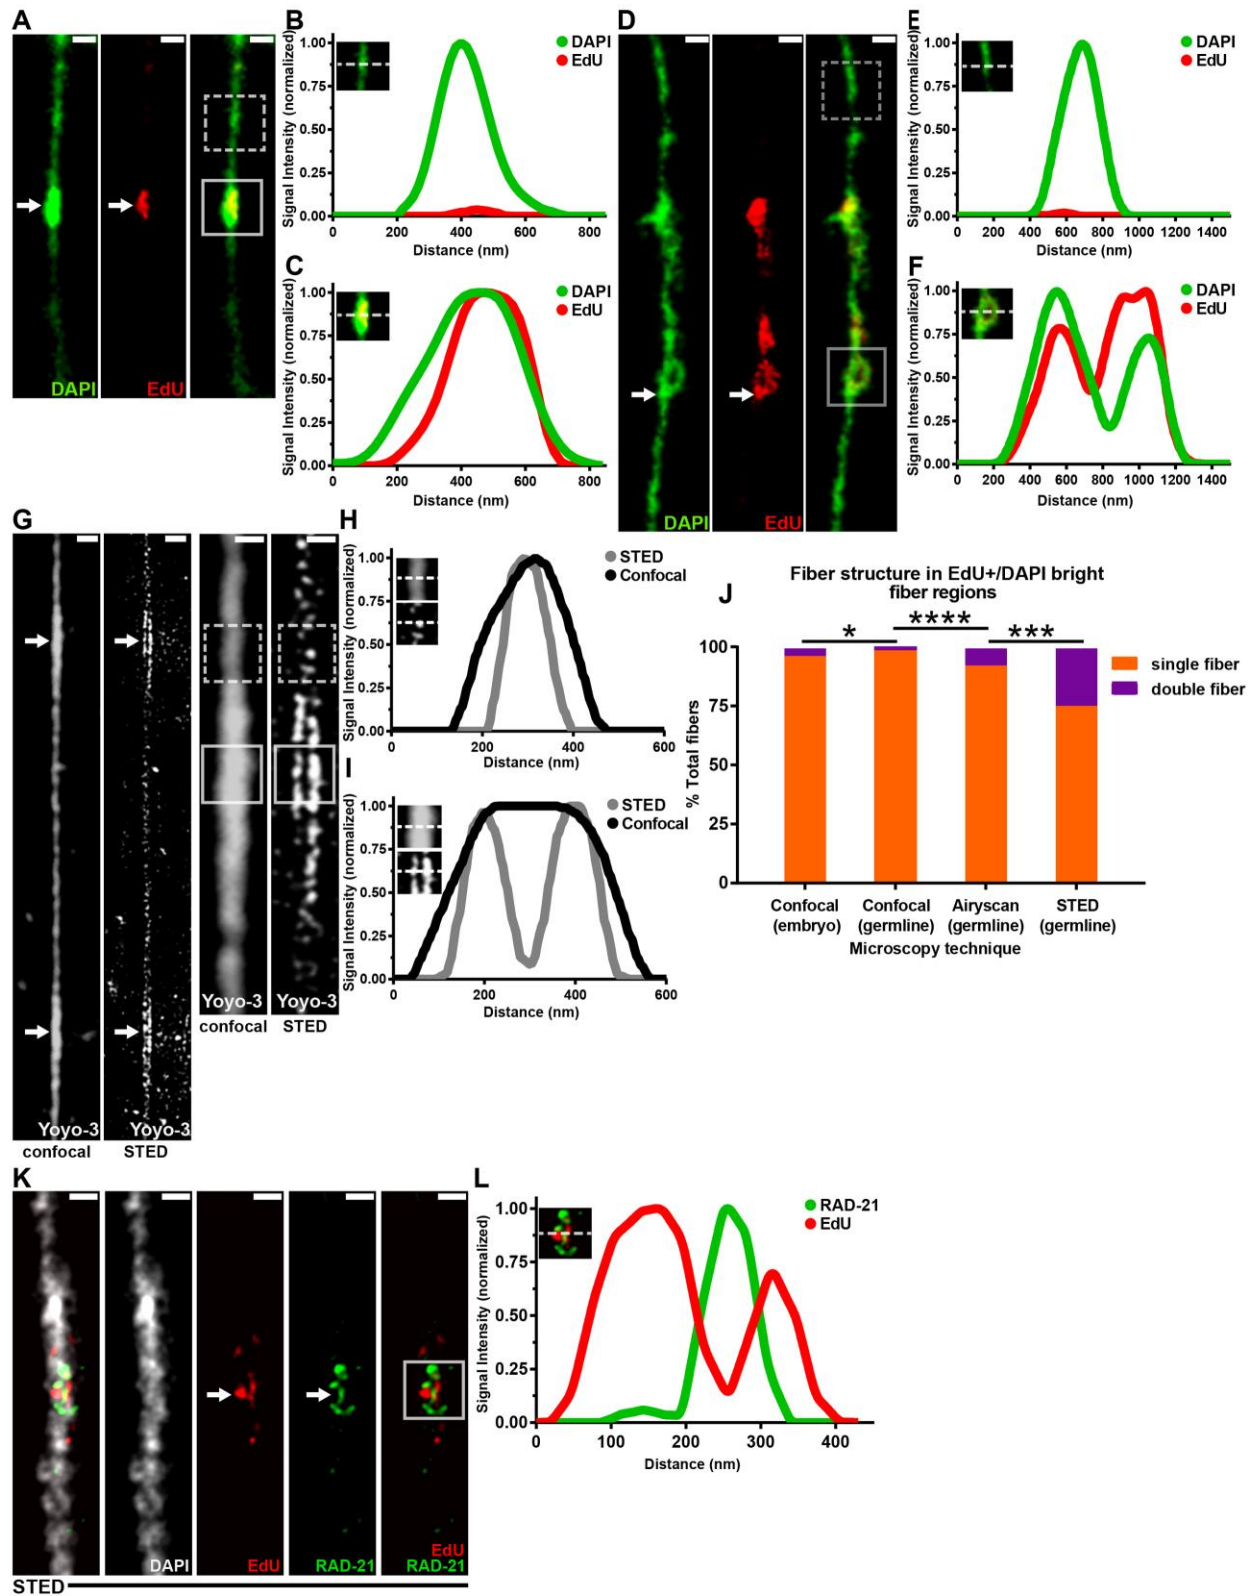 A
DAPI
EdU
B
Signal Intensity (normalized)
1.00
0.75
0.50
0.25
0.00
0
200
400
600
800
Distance (nm)
DAPI
EdU
C
Signal Intensity (normalized)
1.00
0.75
0.50
0.25
0.00
0
200
400
600
800
Distance (nm)
DAPI
EdU
D
DAPI
EdU
E
Signal Intensity (normalized)
1.00
0.75
0.50
0.25
0.00
0 200 400 600 800 1000 1200 1400
Distance (nm)
DAPI
EdU
F
Signal Intensity (normalized)
1.00
0.75
0.50
0.25
0.00
0 200 400 600 800 1000 1200 1400
Distance (nm)
DAPI
EdU
G
Yoyo-3
confocal
Yoyo-3
STED
Yoyo-3
confocal
Yoyo-3
STED
H
Signal Intensity (normalized)
1.00
0.75
0.50
0.25
0.00
0 200 400 600
Distance (nm)
STED
Confocal
I
Signal Intensity (normalized)
1.00
0.75
0.50
0.25
0.00
0 200 400 600
Distance (nm)
STED
Confocal
J
Fiber structure in EdU+/DAPI bright
fiber regions
* **** ***
% Total fibers
100
75
50
25
0
single fiber
double fiber
Confocal
(embryo)
Confocal
(germline)
Airyscan
(germline)
STED
(germline)
Microscopy technique
K
DAPI
EdU
RAD-21
EdU
RAD-21
STED
L
Signal Intensity (normalized)
1.00
0.75
0.50
0.25
0.00
0 100 200 300 400
Distance (nm)
RAD-21
EdU